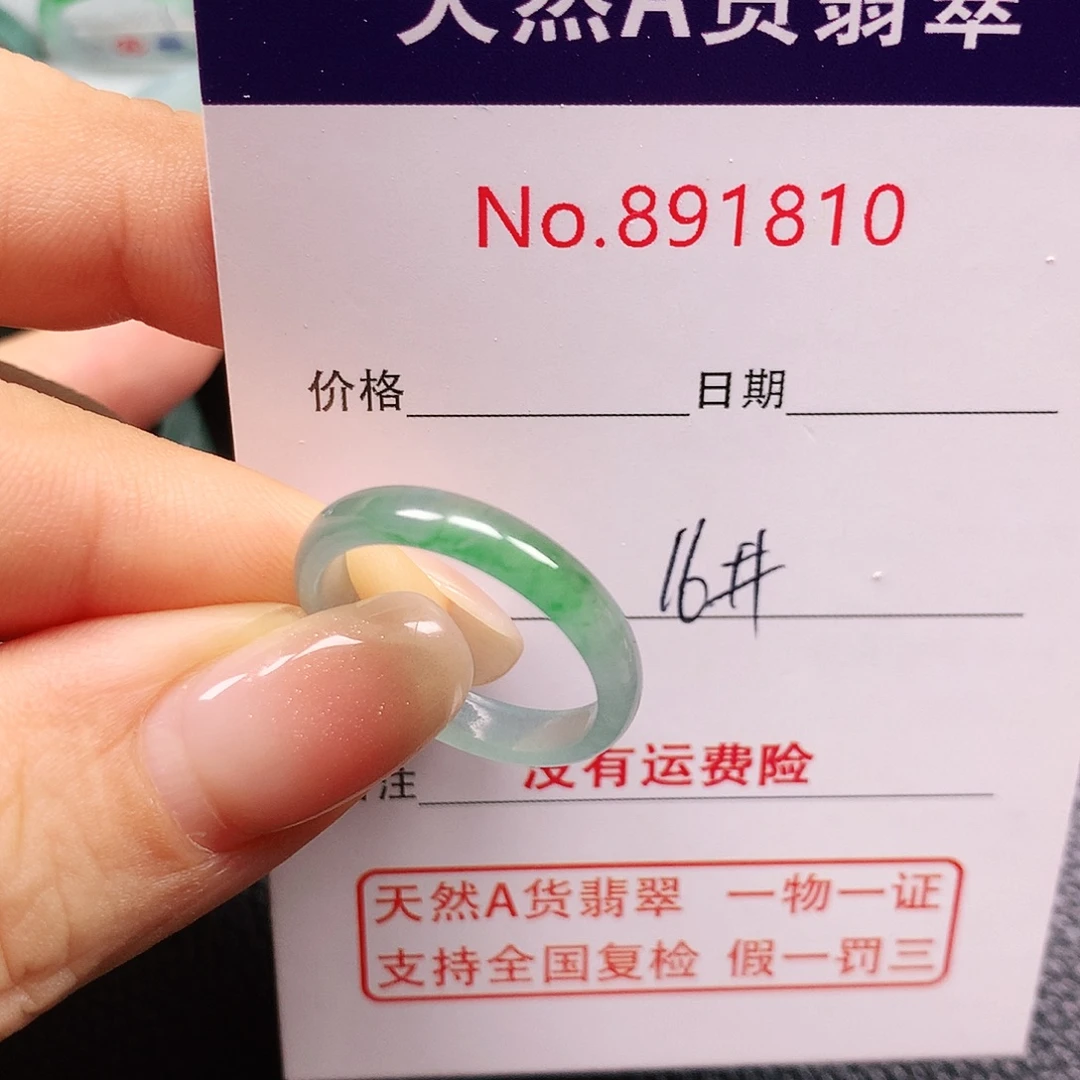 天然A货翡翠
No.891810
价格 日期
16#
备注 没有运费险
天然A货翡翠 一物一证
支持全国复检 假一罚三